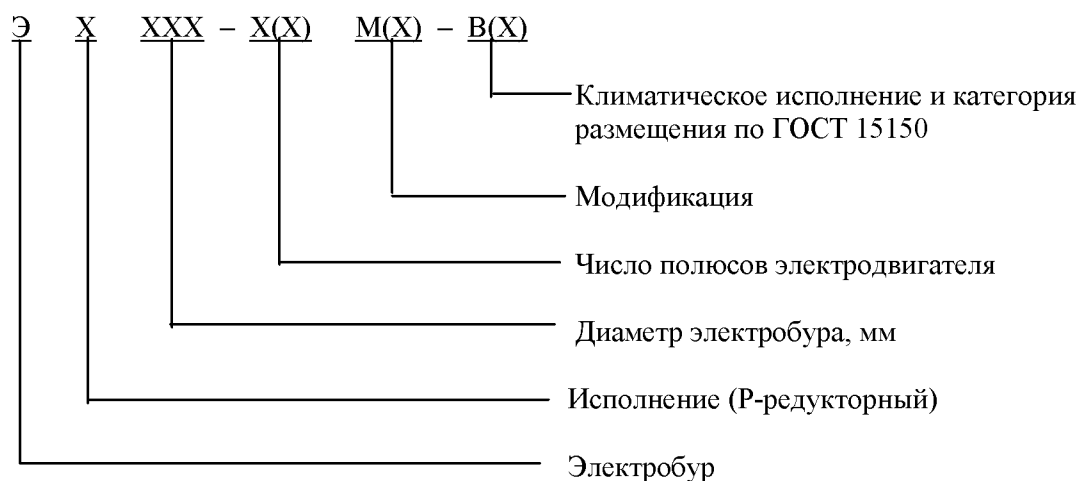 Э Х ХХХ – Х(Х) М(Х) – В(Х)
Климатическое исполнение и категория
размещения по ГОСТ 15150
Модификация
Число полюсов электродвигателя
Диаметр электробура, мм
Исполнение (Р-редукторный)
Электробур